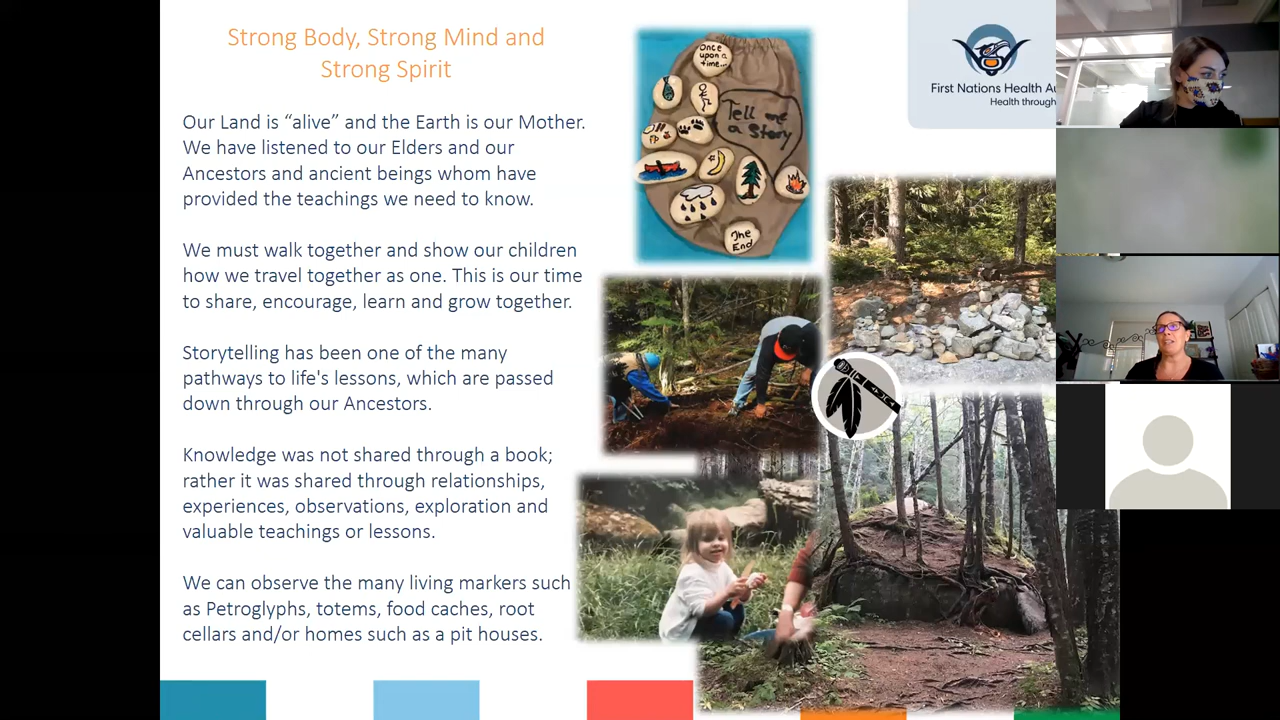 Strong Body, Strong Mind and
Strong Spirit
Our Land is “alive” and the Earth is our Mother.
We have listened to our Elders and our
Ancestors and ancient beings whom have
provided the teachings we need to know.
We must walk together and show our children
how we travel together as one. This is our time
to share, encourage, learn and grow together.
Storytelling has been one of the many
pathways to life's lessons, which are passed
down through our Ancestors.
Knowledge was not shared through a book;
rather it was shared through relationships,
experiences, observations, exploration and
valuable teachings or lessons.
We can observe the many living markers such
as Petroglyphs, totems, food caches, root
cellars and/or homes such as a pit houses.
Once
upon a
time...
Tell me
a Story
The
End
First Nations Health Au
Health through